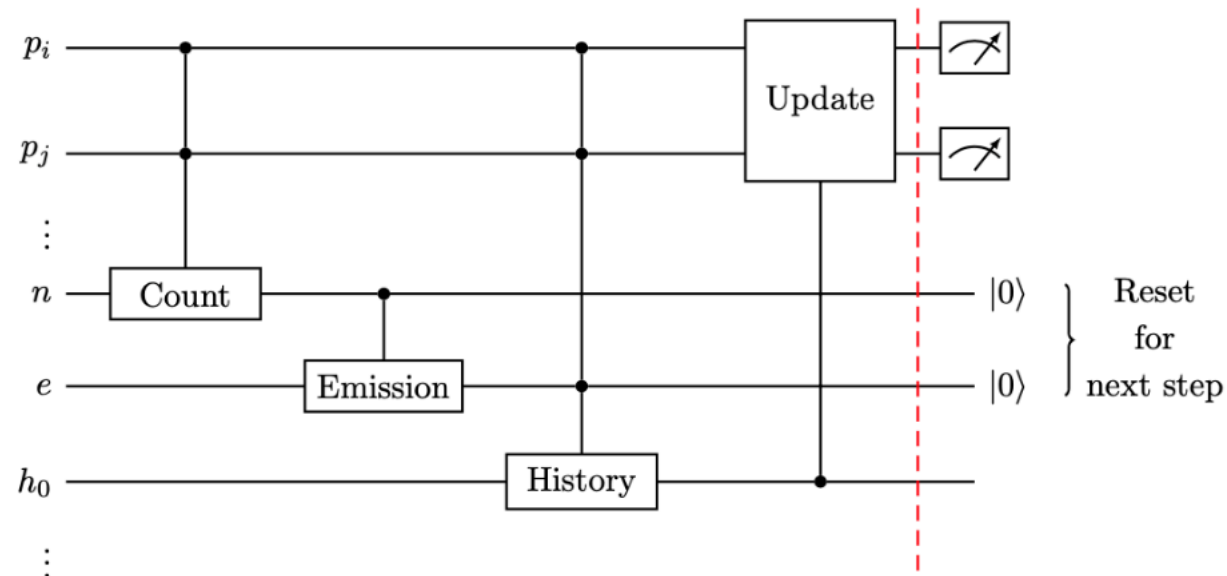 p_i
Update
p_j
⋮
n
Count
|0⟩
Reset
for
e
Emission
|0⟩
next step
h_0
History
⋮